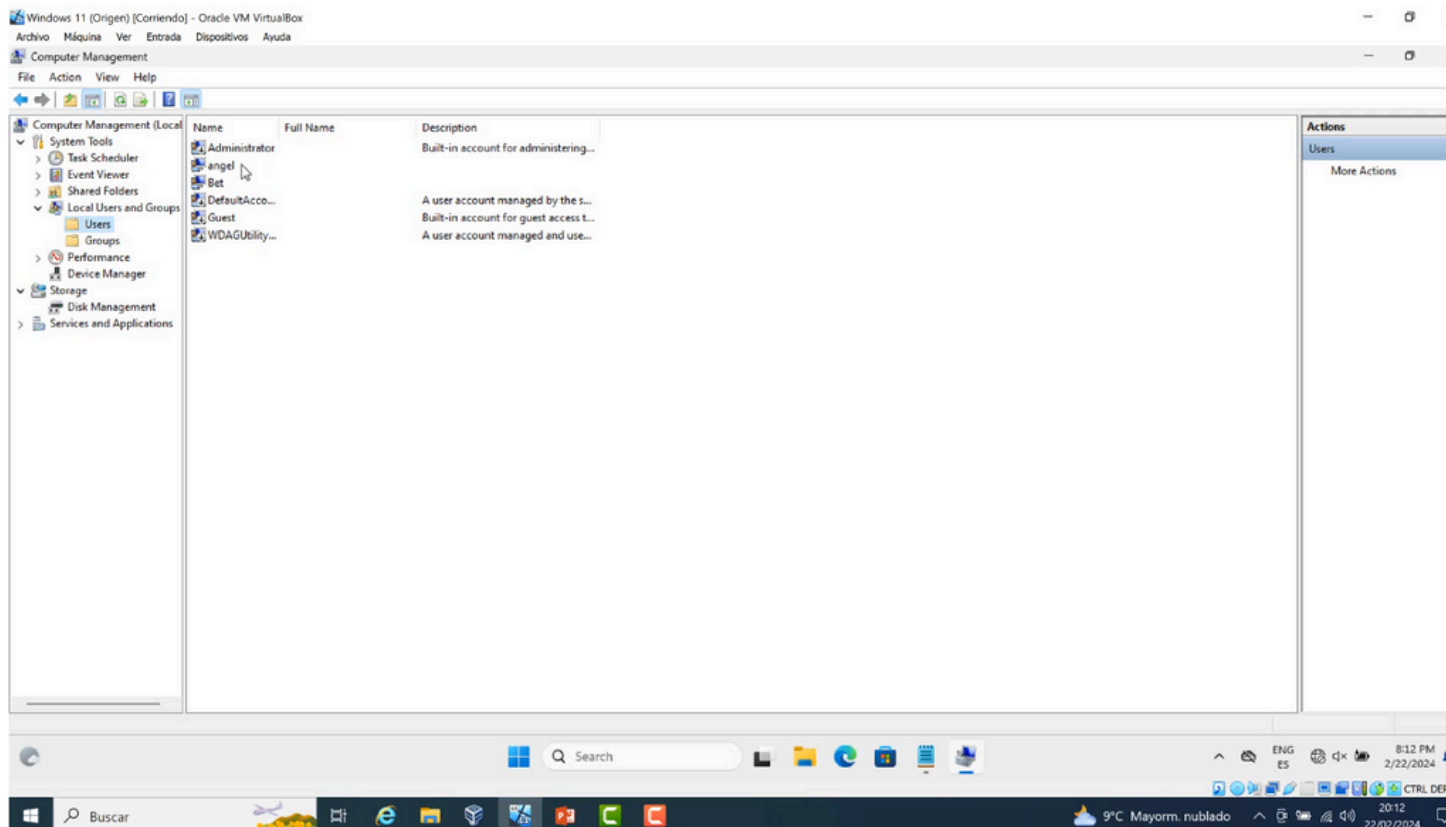 Windows 11 (Origen) [Corriendo] - Oracle VM VirtualBox
Archivo Máquina Ver Entrada Dispositivos Ayuda
Computer Management
File Action View Help
Computer Management (Local
System Tools
Task Scheduler
Event Viewer
Shared Folders
Local Users and Groups
Users
Groups
Performance
Device Manager
Storage
Disk Management
Services and Applications
Name Full Name Description
Administrator Built-in account for administering...
angel
Bet
DefaultAcco... A user account managed by the s...
Guest Built-in account for guest access t...
WDAGUtility... A user account managed and use...
Actions
Users
More Actions
Search
ENG
ES
8:12 PM
2/22/2024
CTRL DER
Buscar
9°C Mayorm. nublado
20:12
22/02/2024